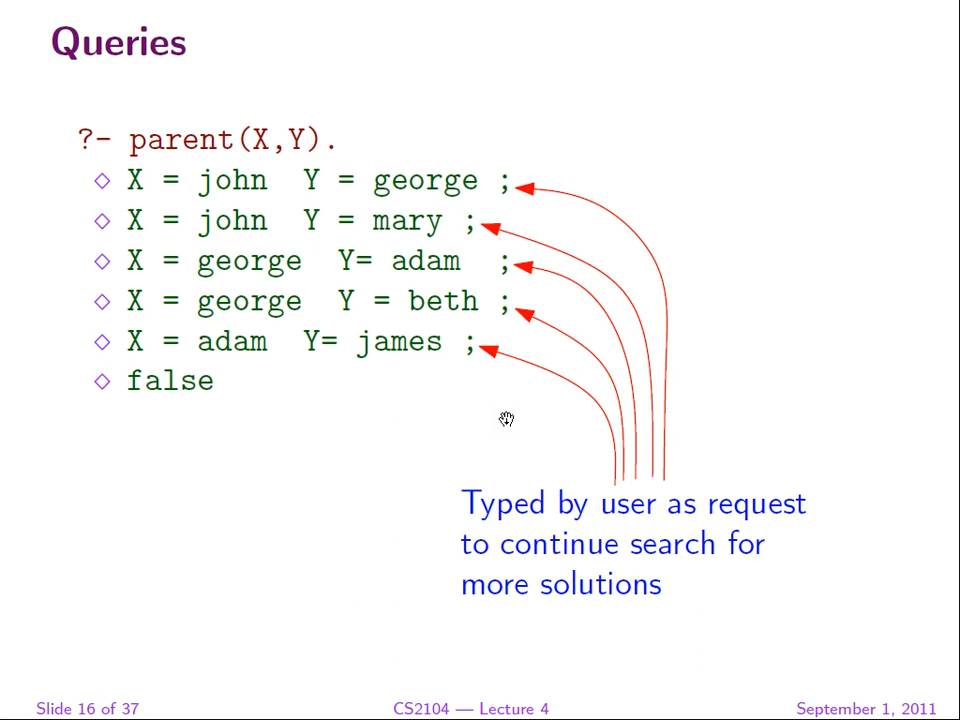 Queries
?- parent(X,Y).
◇ X = john  Y = george ;
◇ X = john  Y = mary ;
◇ X = george  Y= adam  ;
◇ X = george  Y = beth ;
◇ X = adam  Y= james ;
◇ false
Typed by user as request
to continue search for
more solutions
Slide 16 of 37
CS2104 — Lecture 4
September 1, 2011